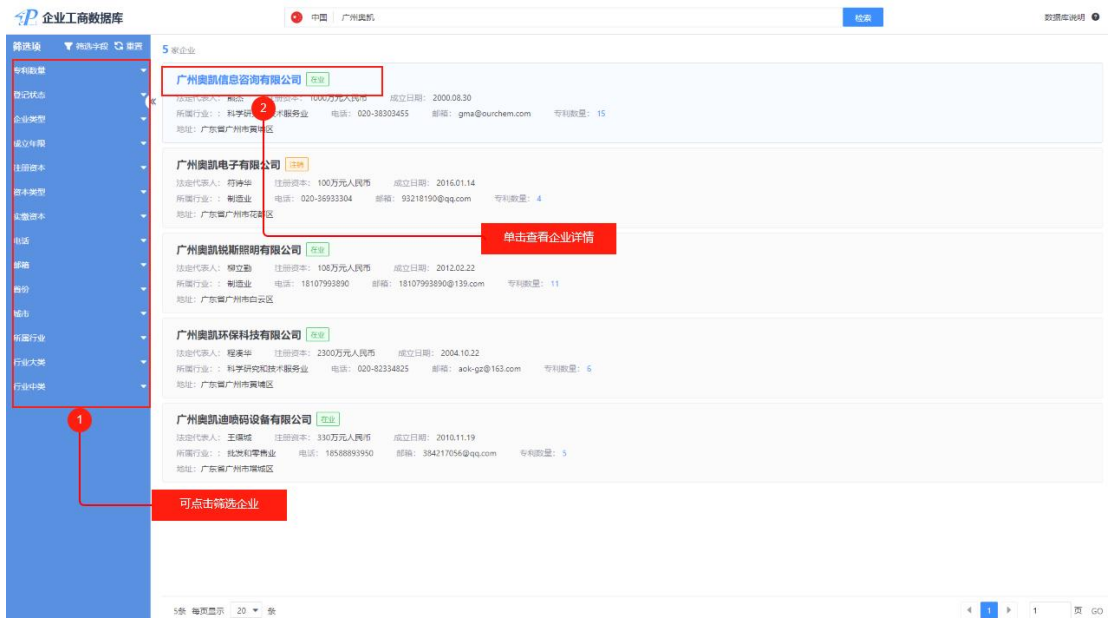 企业工商数据库
中国 广州奥凯
检索
数据库说明
筛选项 筛选字段 重置
专利数量
登记状态
企业类型
成立年限
注册资本
资本类型
实缴资本
电话
邮箱
省份
城市
所属行业
行业大类
行业中类
1
可点击筛选企业
5 家企业
广州奥凯信息咨询有限公司 在业
法定代表人: 注册资本: 1000万元人民币 成立日期: 2000.08.30
2
所属行业: : 科学研 技术服务业 电话: 020-38303455 邮箱: gma@ourchem.com 专利数量: 15
地址: 广东省广州市黄埔区
广州奥凯电子有限公司 注销
法定代表人: 符诗华 注册资本: 100万元人民币 成立日期: 2016.01.14
所属行业: : 制造业 电话: 020-36933304 邮箱: 93218190@qq.com 专利数量: 4
地址: 广东省广州市花都区
单击查看企业详情
广州奥凯锐斯照明有限公司 在业
法定代表人: 柳立勤 注册资本: 108万元人民币 成立日期: 2012.02.22
所属行业: : 制造业 电话: 18107993890 邮箱: 18107993890@139.com 专利数量: 11
地址: 广东省广州市白云区
广州奥凯环保科技有限公司 在业
法定代表人: 程凑华 注册资本: 2300万元人民币 成立日期: 2004.10.22
所属行业: : 科学研究和技术服务业 电话: 020-82334825 邮箱: aok-gz@163.com 专利数量: 6
地址: 广东省广州市黄埔区
广州奥凯迪喷码设备有限公司 在业
法定代表人: 王缵城 注册资本: 330万元人民币 成立日期: 2010.11.19
所属行业: : 批发和零售业 电话: 18588893950 邮箱: 384217056@qq.com 专利数量: 5
地址: 广东省广州市增城区
5条 每页显示 20 条
1 1 页 GO